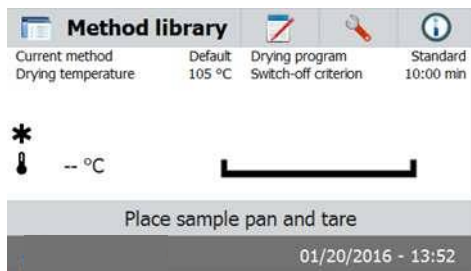 Method library
Current method Default Drying program Standard
Drying temperature 105 °C Switch-off criterion 10:00 min
-- °C
Place sample pan and tare
01/20/2016 - 13:52